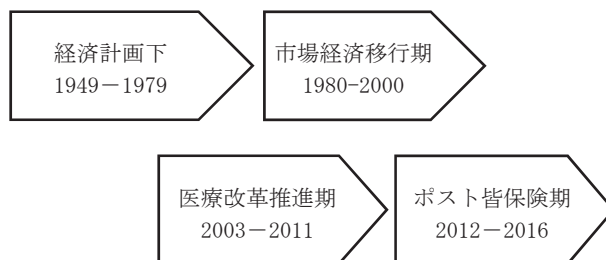 経済計画下
1949－1979
市場経済移行期
1980-2000
医療改革推進期
2003－2011
ポスト皆保険期
2012－2016